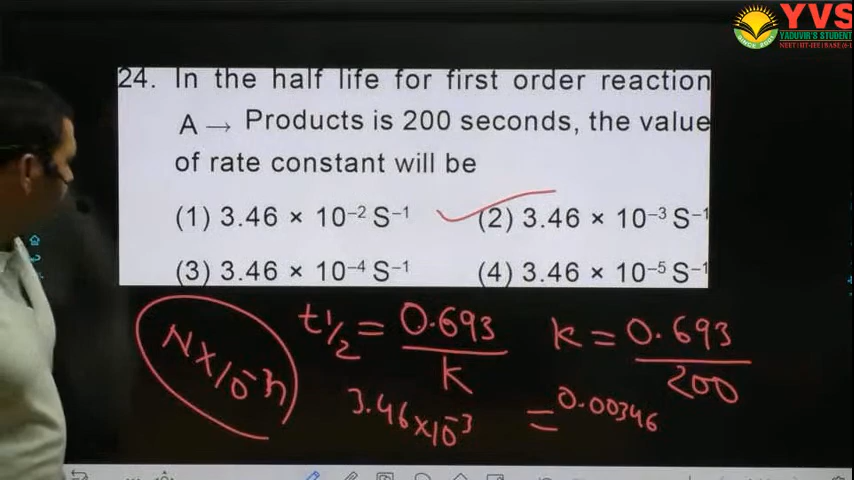 YVS
YADUVIR'S STUDENT
SINCE 2001
24. In the half life for first order reaction
A → Products is 200 seconds, the value
of rate constant will be
(1) 3.46 × 10⁻² S⁻¹ (2) 3.46 × 10⁻³ S⁻¹
(3) 3.46 × 10⁻⁴ S⁻¹ (4) 3.46 × 10⁻⁵ S⁻¹
N×10⁻ⁿ
t½ = 0.693/k
k = 0.693/200
3.46×10⁻³
= 0.00346